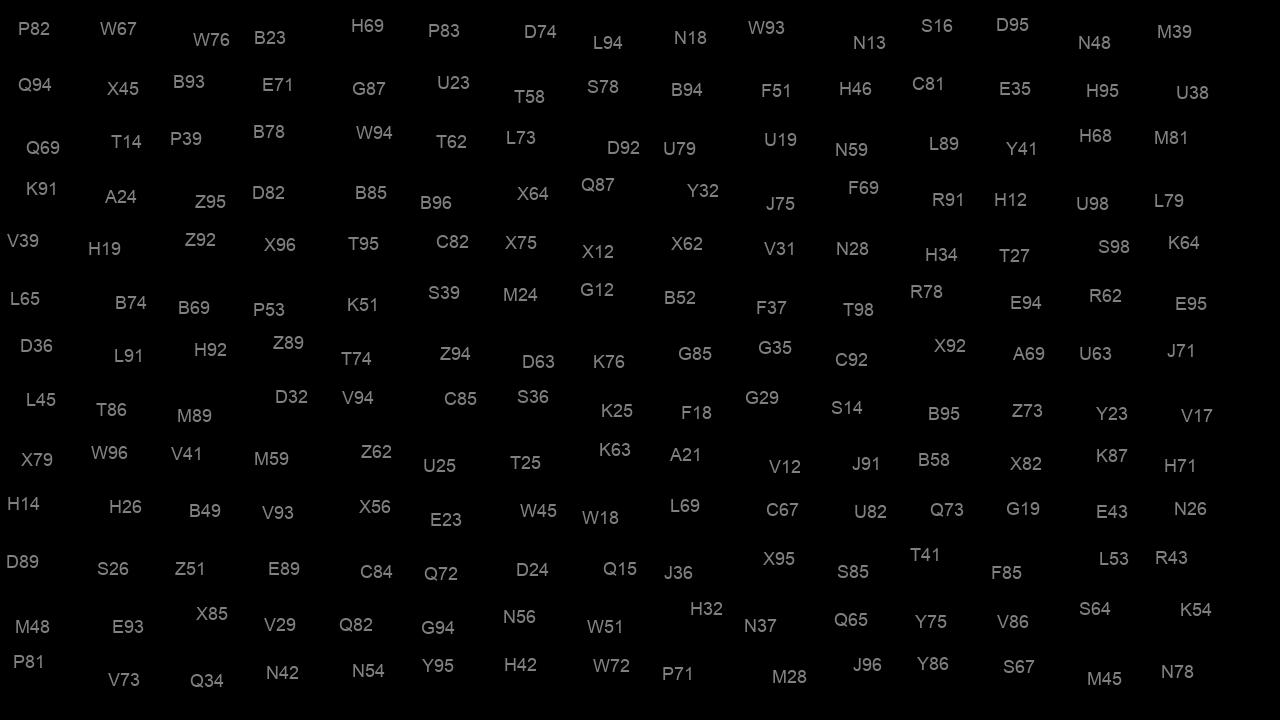 P82 W67 W76 B23 H69 P83 D74 L94 N18 W93 N13 S16 D95 N48 M39
Q94 X45 B93 E71 G87 U23 T58 S78 B94 F51 H46 C81 E35 H95 U38
Q69 T14 P39 B78 W94 T62 L73 D92 U79 U19 N59 L89 Y41 H68 M81
K91 A24 Z95 D82 B85 B96 X64 Q87 Y32 J75 F69 R91 H12 U98 L79
V39 H19 Z92 X96 T95 C82 X75 X12 X62 V31 N28 H34 T27 S98 K64
L65 B74 B69 P53 K51 S39 M24 G12 B52 F37 T98 R78 E94 R62 E95
D36 L91 H92 Z89 T74 Z94 D63 K76 G85 G35 C92 X92 A69 U63 J71
L45 T86 M89 D32 V94 C85 S36 K25 F18 G29 S14 B95 Z73 Y23 V17
X79 W96 V41 M59 Z62 U25 T25 K63 A21 V12 J91 B58 X82 K87 H71
H14 H26 B49 V93 X56 E23 W45 W18 L69 C67 U82 Q73 G19 E43 N26
D89 S26 Z51 E89 C84 Q72 D24 Q15 J36 X95 S85 T41 F85 L53 R43
M48 E93 X85 V29 Q82 G94 N56 W51 H32 N37 Q65 Y75 V86 S64 K54
P81 V73 Q34 N42 N54 Y95 H42 W72 P71 M28 J96 Y86 S67 M45 N78